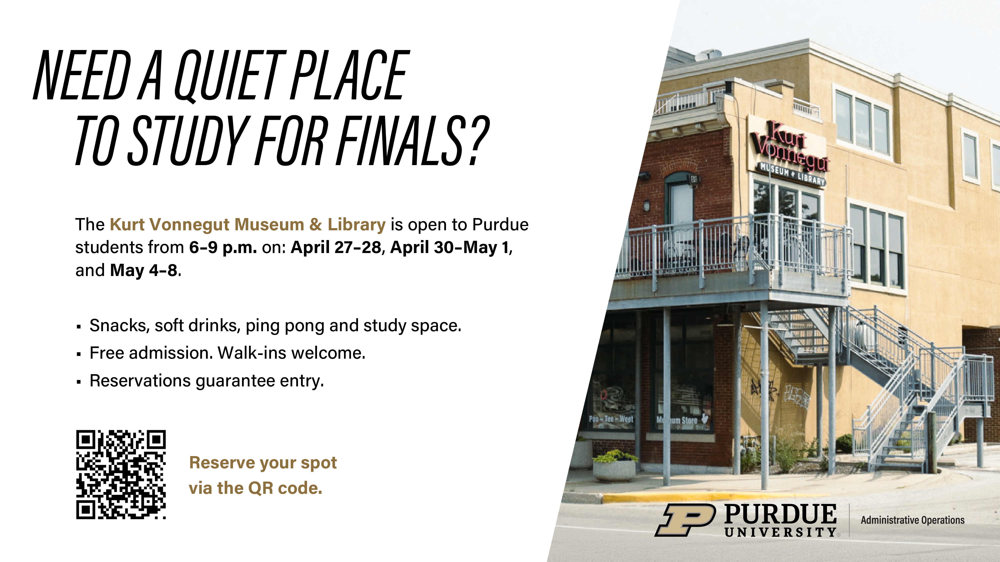 NEED A QUIET PLACE
TO STUDY FOR FINALS?
The Kurt Vonnegut Museum & Library is open to Purdue
students from 6–9 p.m. on: April 27–28, April 30–May 1,
and May 4–8.
▪ Snacks, soft drinks, ping pong and study space.
▪ Free admission. Walk-ins welcome.
▪ Reservations guarantee entry.
Reserve your spot
via the QR code.
Kurt
Vonnegut
MUSEUM + LIBRARY
EXIT
Poo-Tee-Weet
Museum Store
PURDUE
UNIVERSITY®
Administrative Operations